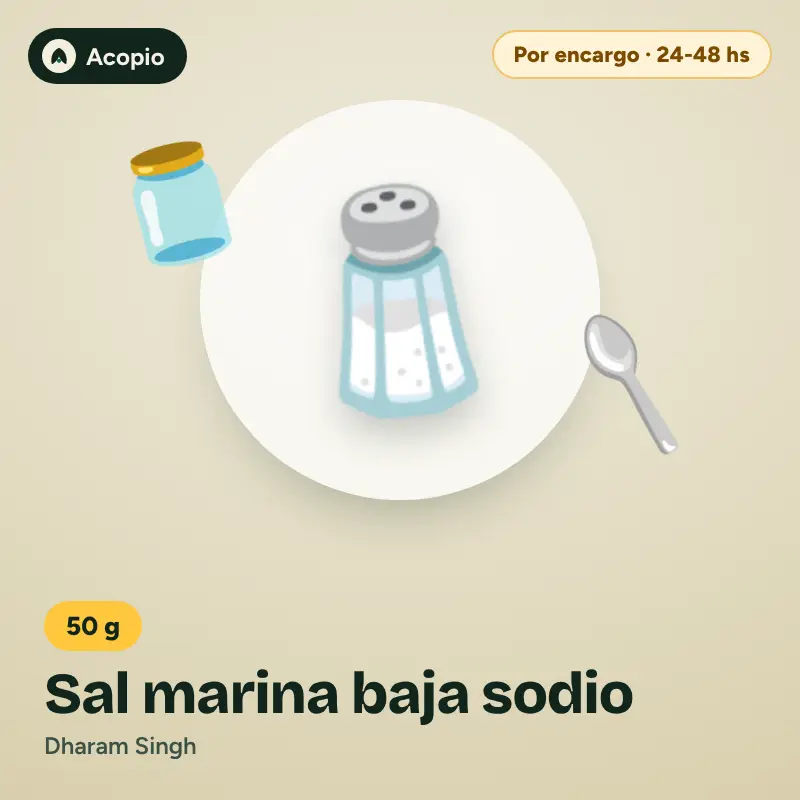 Acopio
Por encargo · 24-48 hs
50 g
Sal marina baja sodio
Dharam Singh